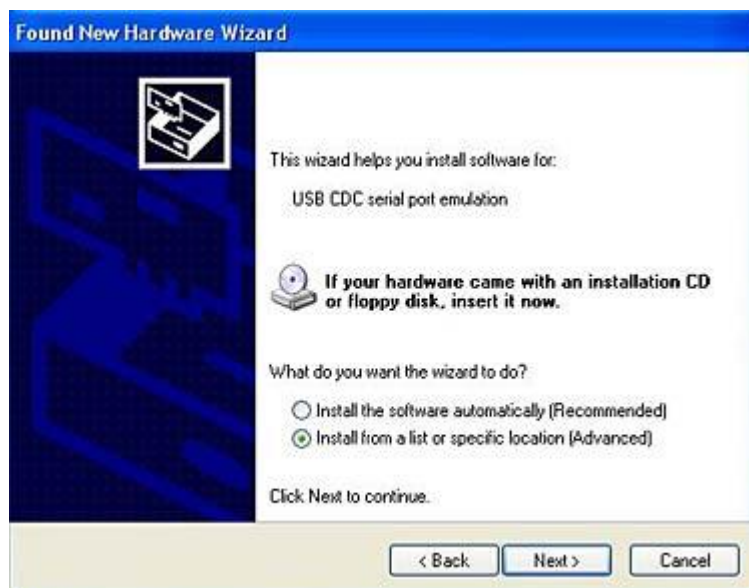 Found New Hardware Wizard
This wizard helps you install software for:
USB CDC serial port emulation
If your hardware came with an installation CD
or floppy disk, insert it now.
What do you want the wizard to do?
Install the software automatically (Recommended)
Install from a list or specific location (Advanced)
Click Next to continue.
< Back Next > Cancel